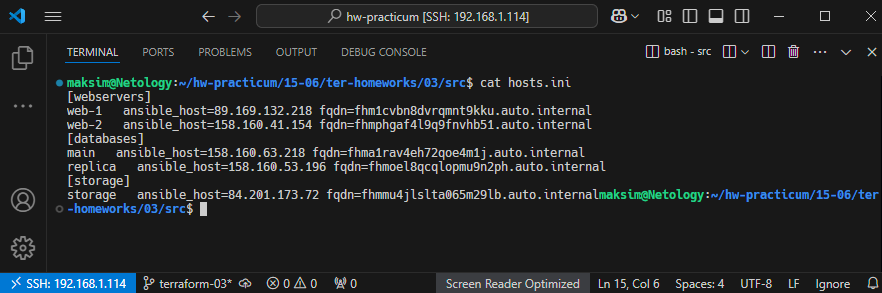 hw-practicum [SSH: 192.168.1.114]
TERMINAL PORTS PROBLEMS OUTPUT DEBUG CONSOLE bash - src
maksim@Netology:~/hw-practicum/15-06/ter-homeworks/03/src$ cat hosts.ini
[webservers]
web-1   ansible_host=89.169.132.218 fqdn=fhm1cvbn8dvrqmnt9kku.auto.internal
web-2   ansible_host=158.160.41.154 fqdn=fhmphgaf4l9q9fnvhb51.auto.internal
[databases]
main   ansible_host=158.160.63.218 fqdn=fhma1rav4eh72qoe4m1j.auto.internal
replica   ansible_host=158.160.53.196 fqdn=fhmoel8qcqlopmu9n2ph.auto.internal
[storage]
storage   ansible_host=84.201.173.72 fqdn=fhmmu4jlslta065m29lb.auto.internalmaksim@Netology:~/hw-practicum/15-06/ter
-homeworks/03/src$
SSH: 192.168.1.114 terraform-03* 0 0 0 Screen Reader Optimized Ln 15, Col 6 Spaces: 4 UTF-8 LF Ignore